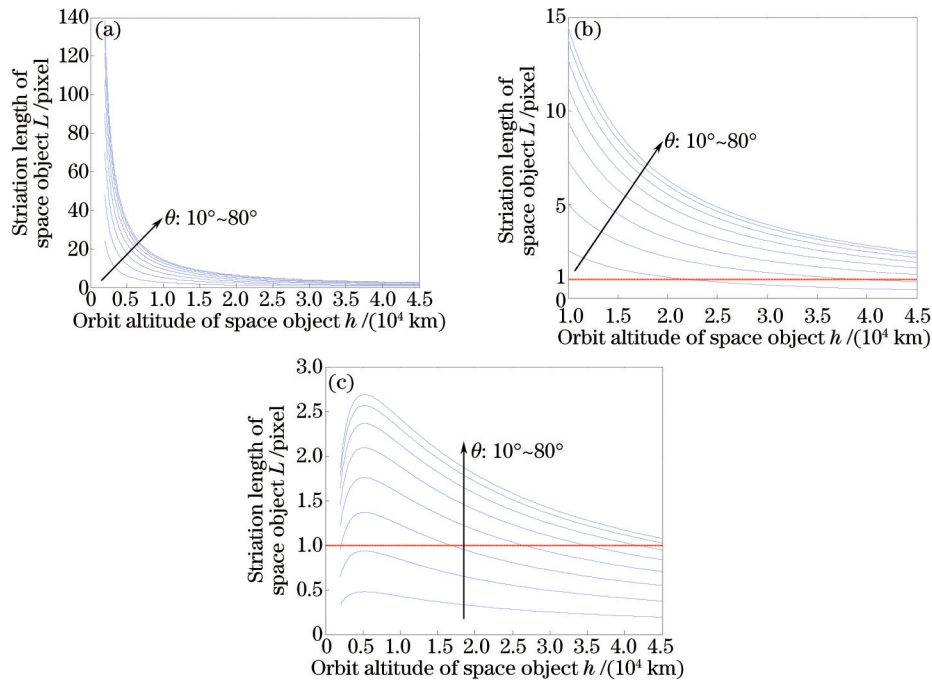 (a)
140
120
100
80
60
40
20
0
0 0.5 1.0 1.5 2.0 2.5 3.0 3.5 4.0 4.5
Striation length of
space object L /pixel
θ: 10°~80°
Orbit altitude of space object h /(10⁴ km)
(b)
15
10
5
1
0
1.0 1.5 2.0 2.5 3.0 3.5 4.0 4.5
Striation length of
space object L /pixel
θ: 10°~80°
Orbit altitude of space object h /(10⁴ km)
(c)
3.0
2.5
2.0
1.5
1.0
0.5
0
0 0.5 1.0 1.5 2.0 2.5 3.0 3.5 4.0 4.5
Striation length of
space object L /pixel
θ: 10°~80°
Orbit altitude of space object h /(10⁴ km)